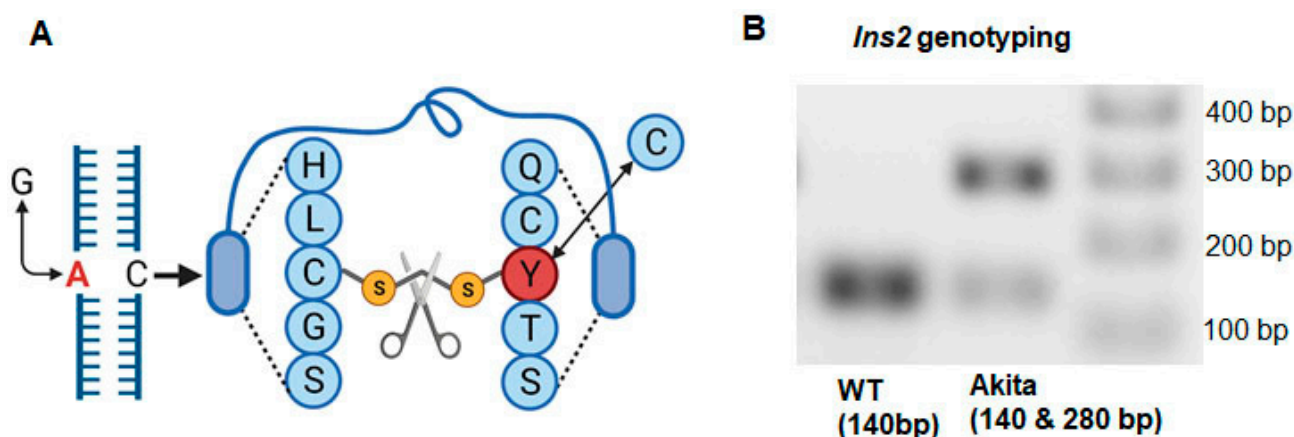 A
G
A
C
H
L
C
G
S
S
S
Q
C
Y
T
S
C
B
Ins2 genotyping
400 bp
300 bp
200 bp
100 bp
WT
(140bp)
Akita
(140 & 280 bp)